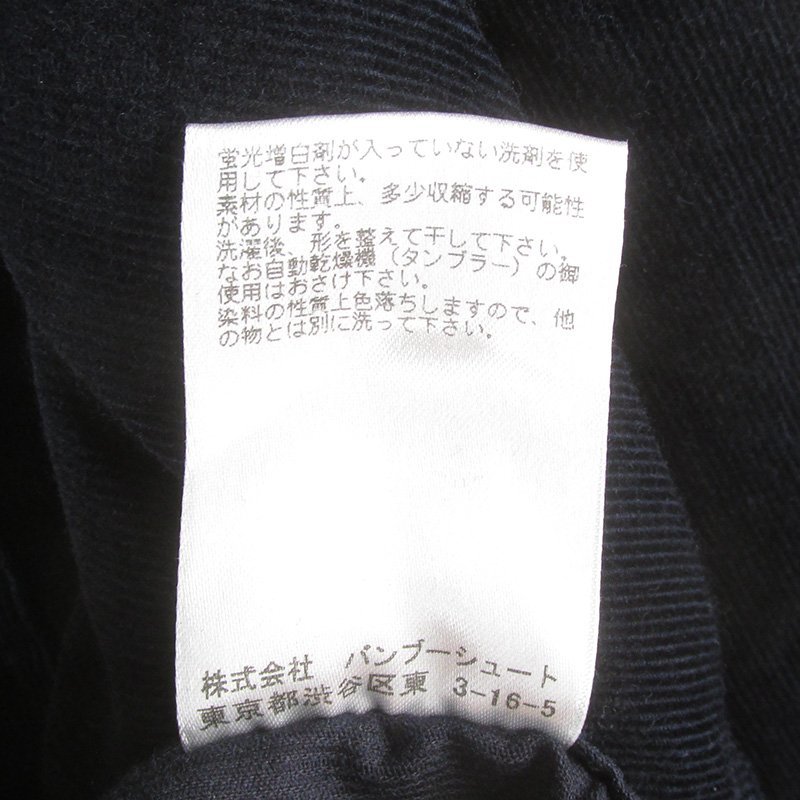 蛍光増白剤が入っていない洗剤を使
用して下さい。
素材の性質上、多少収縮する可能性
があります。
洗濯後、形を整えて干して下さい。
なお自動乾燥機（タンブラー）の御
使用はおさけ下さい。
染料の性質上色落ちしますので、他
の物とは別に洗って下さい。
株式会社 バンブーシュート
東京都渋谷区東 3-16-5